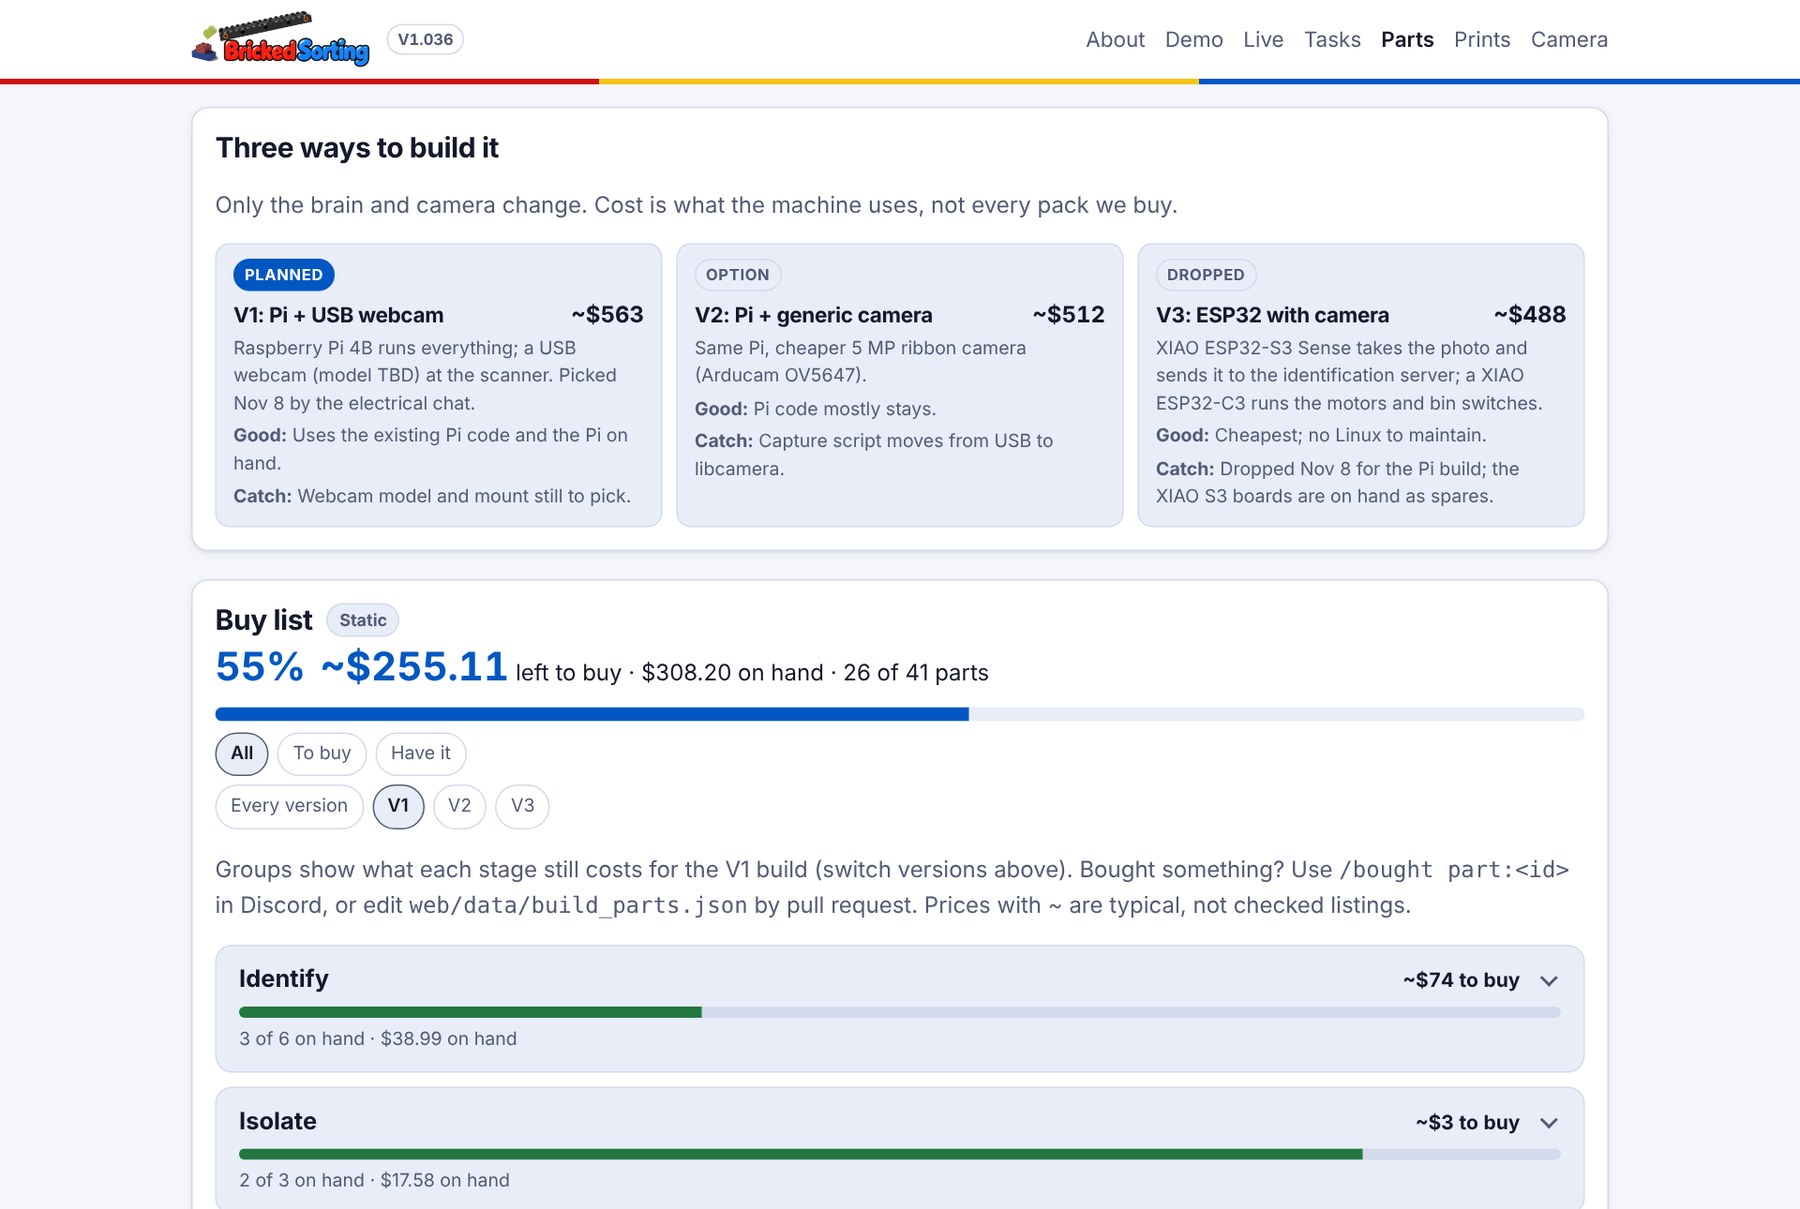 BrickedSorting
V1.036
About Demo Live Tasks Parts Prints Camera
Three ways to build it
Only the brain and camera change. Cost is what the machine uses, not every pack we buy.
PLANNED
V1: Pi + USB webcam ~$563
Raspberry Pi 4B runs everything; a USB
webcam (model TBD) at the scanner. Picked
Nov 8 by the electrical chat.
Good: Uses the existing Pi code and the Pi on
hand.
Catch: Webcam model and mount still to pick.
OPTION
V2: Pi + generic camera ~$512
Same Pi, cheaper 5 MP ribbon camera
(Arducam OV5647).
Good: Pi code mostly stays.
Catch: Capture script moves from USB to
libcamera.
DROPPED
V3: ESP32 with camera ~$488
XIAO ESP32-S3 Sense takes the photo and
sends it to the identification server; a XIAO
ESP32-C3 runs the motors and bin switches.
Good: Cheapest; no Linux to maintain.
Catch: Dropped Nov 8 for the Pi build; the
XIAO S3 boards are on hand as spares.
Buy list Static
55% ~$255.11 left to buy · $308.20 on hand · 26 of 41 parts
All To buy Have it
Every version V1 V2 V3
Groups show what each stage still costs for the V1 build (switch versions above). Bought something? Use /bought part:<id>
in Discord, or edit web/data/build_parts.json by pull request. Prices with ~ are typical, not checked listings.
Identify ~$74 to buy
3 of 6 on hand · $38.99 on hand
Isolate ~$3 to buy
2 of 3 on hand · $17.58 on hand